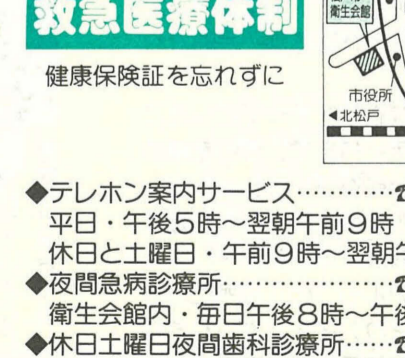 救急医療体制
健康保険証を忘れずに
衛生会館
市役所
◀北松戸
◆テレホン案内サービス…………☎
平日・午後5時～翌朝午前9時
休日と土曜日・午前9時～翌朝午
◆夜間急病診療所…………………☎
衛生会館内・毎日午後8時～午後
◆休日土曜日夜間歯科診療所……☎